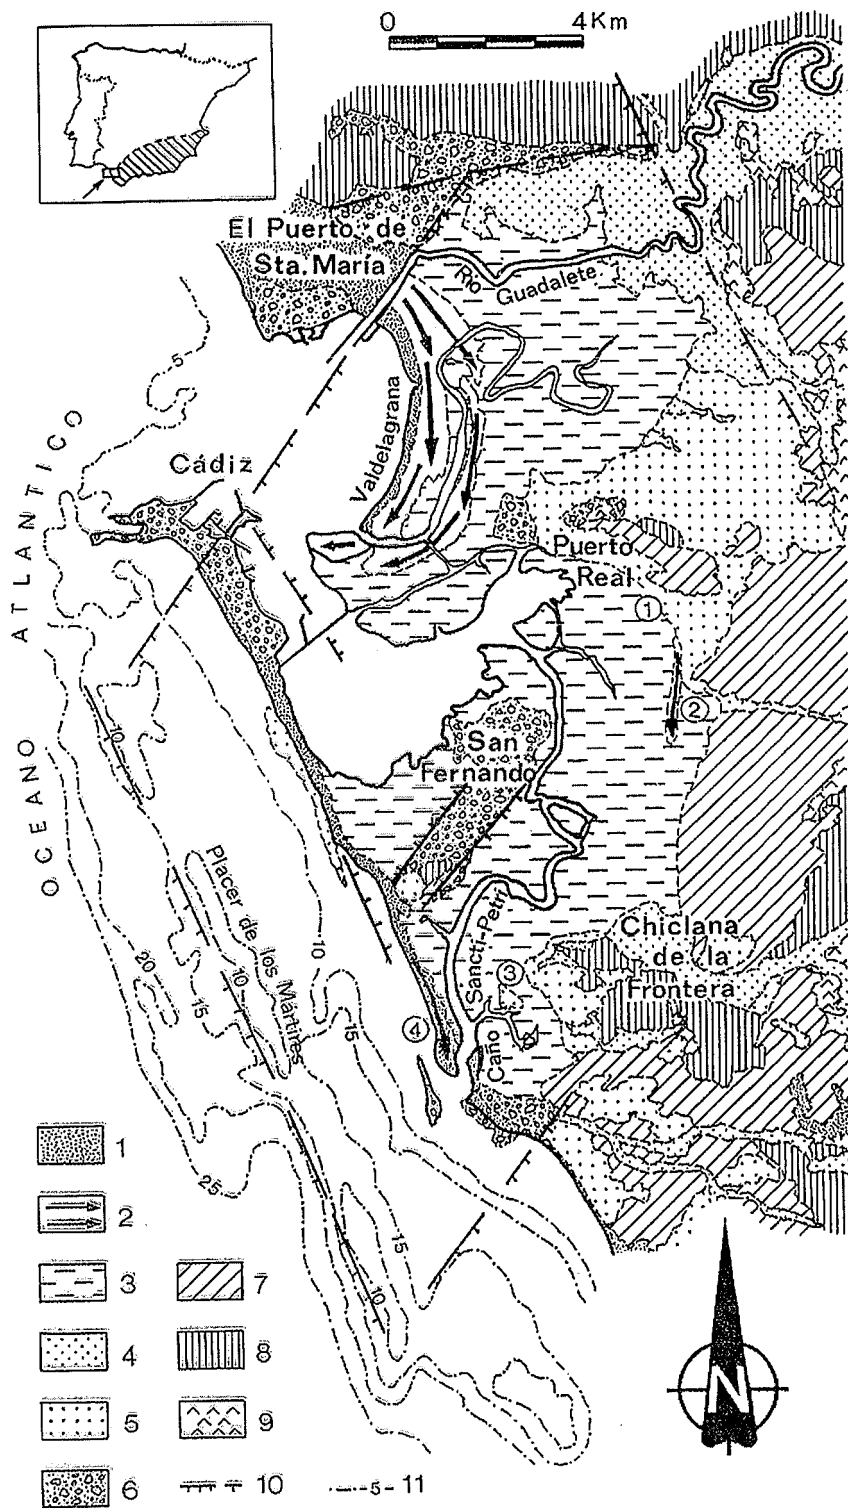 0 4Km
El Puerto de
Sta. María
Río Guadalete
5
Valdelagrana
Cádiz
OCEANO ATLANTICO
Puerto
Real
1
2
10
San
Fernando
Placer de los Mártires
10
20
15
10
15
Sancti-Petri
Caño
3
4
Chiclana
de la
Frontera
25
15
10
1
2
3 7
4 8
5 9
6 10 5 11
N